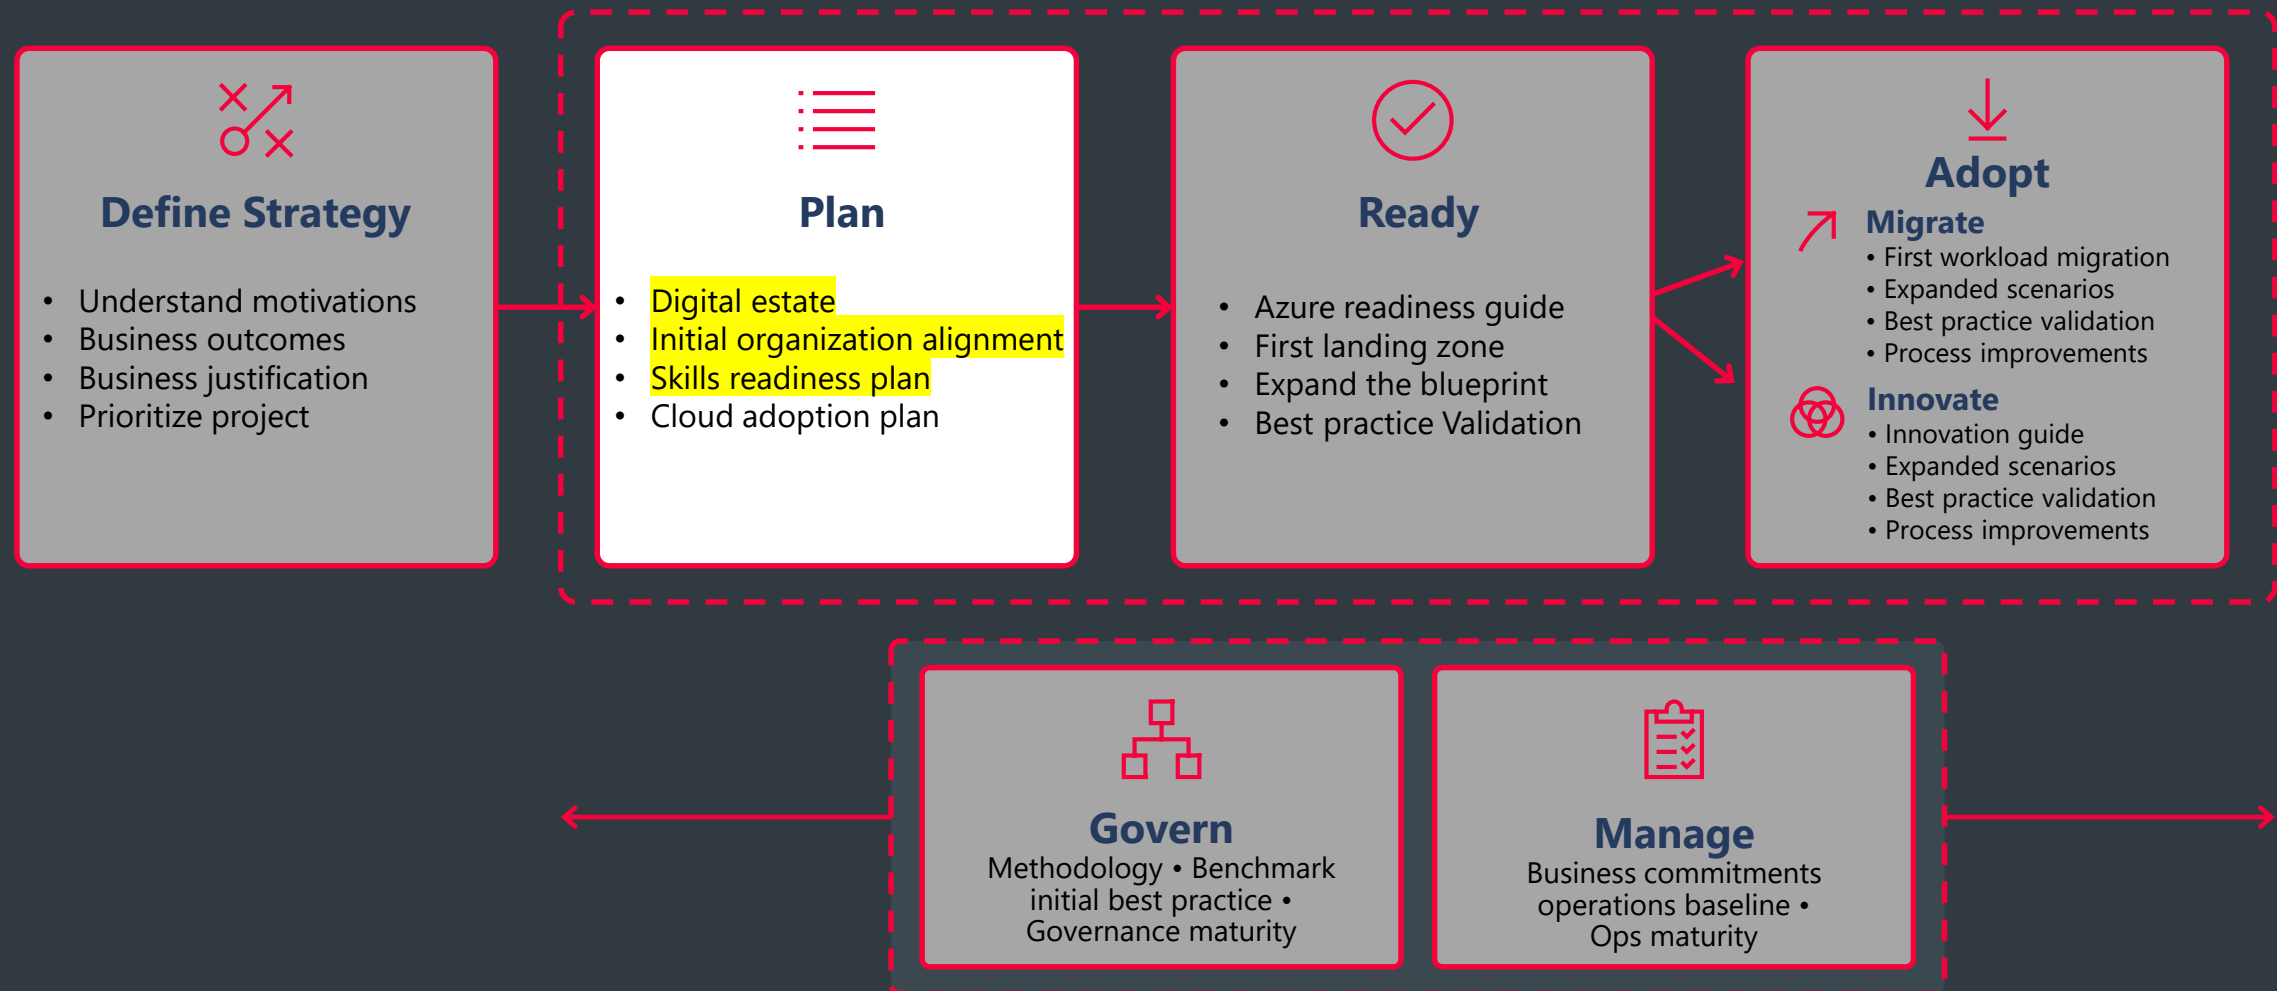 Define Strategy
• Understand motivations
• Business outcomes
• Business justification
• Prioritize project
Plan
• Digital estate
• Initial organization alignment
• Skills readiness plan
• Cloud adoption plan
Ready
• Azure readiness guide
• First landing zone
• Expand the blueprint
• Best practice Validation
Adopt
Migrate
• First workload migration
• Expanded scenarios
• Best practice validation
• Process improvements
Innovate
• Innovation guide
• Expanded scenarios
• Best practice validation
• Process improvements
Govern
Methodology • Benchmark
initial best practice •
Governance maturity
Manage
Business commitments
operations baseline •
Ops maturity